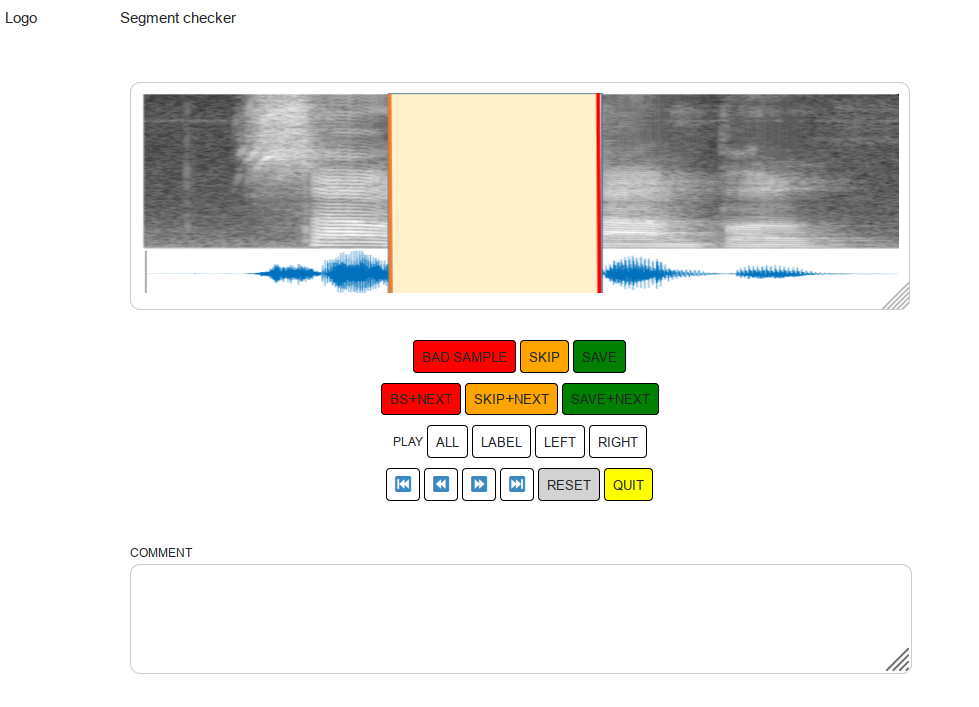 Logo Segment checker
BAD SAMPLE SKIP SAVE
BS+NEXT SKIP+NEXT SAVE+NEXT
PLAY ALL LABEL LEFT RIGHT
⏮ ⏪ ⏩ ⏭ RESET QUIT
COMMENT